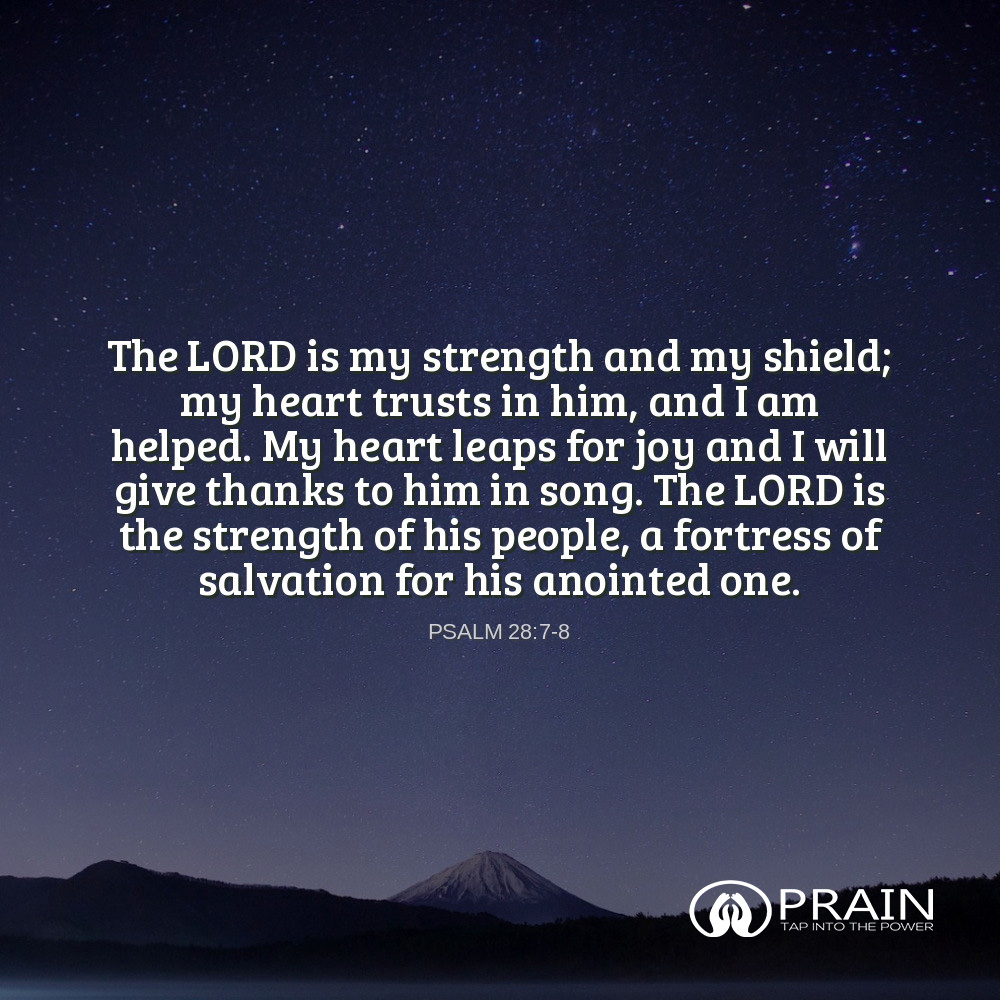 The LORD is my strength and my shield;
my heart trusts in him, and I am
helped. My heart leaps for joy and I will
give thanks to him in song. The LORD is
the strength of his people, a fortress of
salvation for his anointed one.
PSALM 28:7-8
PRAIN
TAP INTO THE POWER